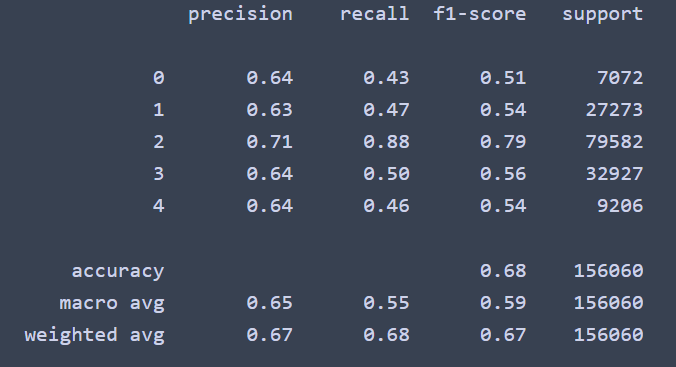 precision recall f1-score support
0 0.64 0.43 0.51 7072
1 0.63 0.47 0.54 27273
2 0.71 0.88 0.79 79582
3 0.64 0.50 0.56 32927
4 0.64 0.46 0.54 9206
accuracy 0.68 156060
macro avg 0.65 0.55 0.59 156060
weighted avg 0.67 0.68 0.67 156060